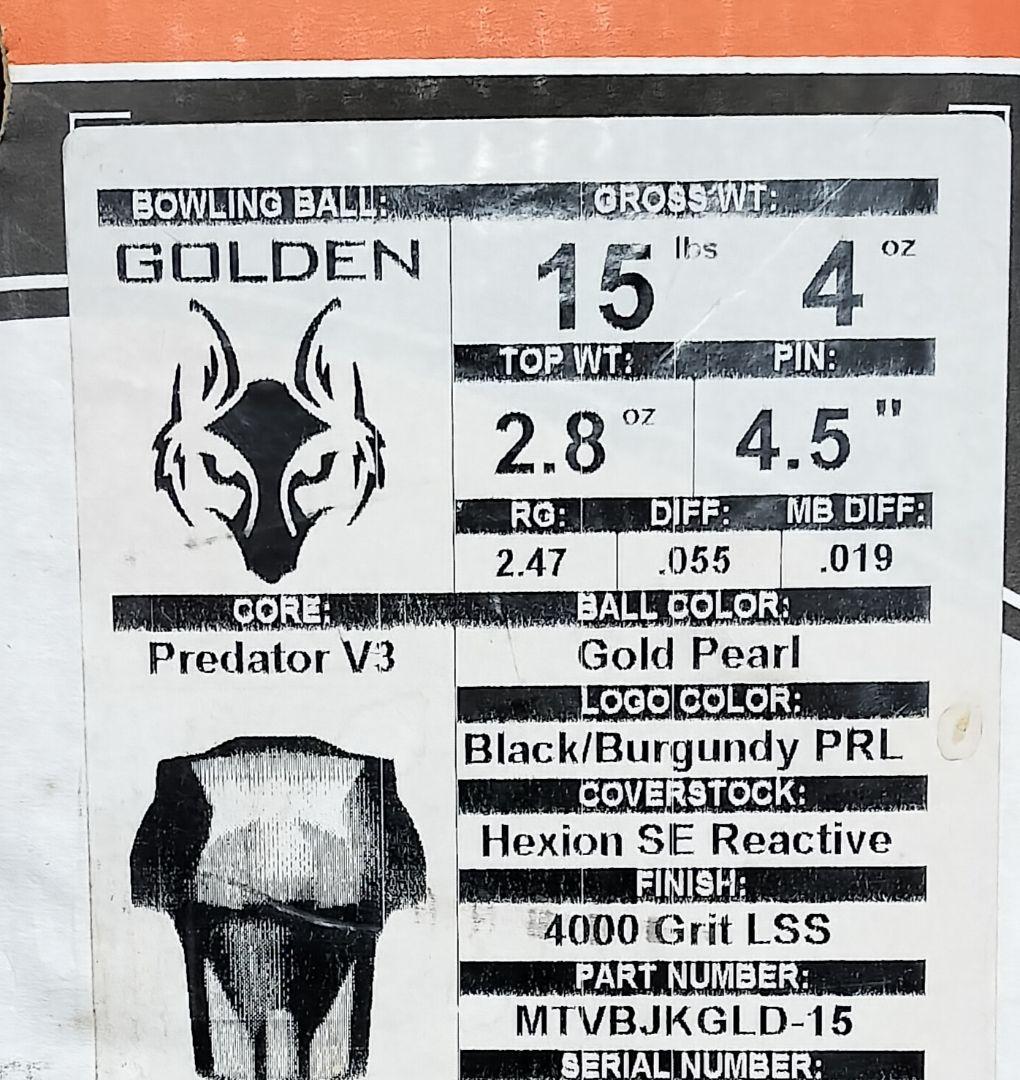 BOWLING BALL: GROSS WT:
GOLDEN
15 lbs 4 oz
TOP WT: PIN:
2.8 oz 4.5"
RG: DIFF: MB DIFF:
2.47 .055 .019
CORE: BALL COLOR:
Predator V3 Gold Pearl
LOGO COLOR:
Black/Burgundy PRL
COVERSTOCK:
Hexion SE Reactive
FINISH:
4000 Grit LSS
PART NUMBER:
MTVBJKGLD-15
SERIAL NUMBER: